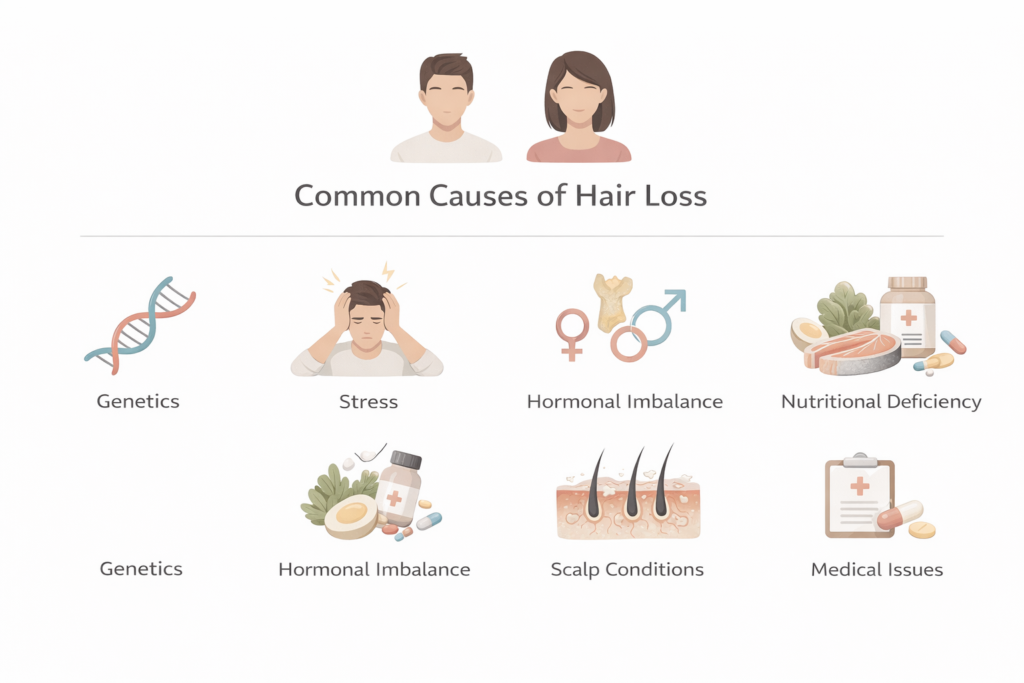 Common Causes of Hair Loss
Genetics
Stress
Hormonal Imbalance
Nutritional Deficiency
Genetics
Hormonal Imbalance
Scalp Conditions
Medical Issues